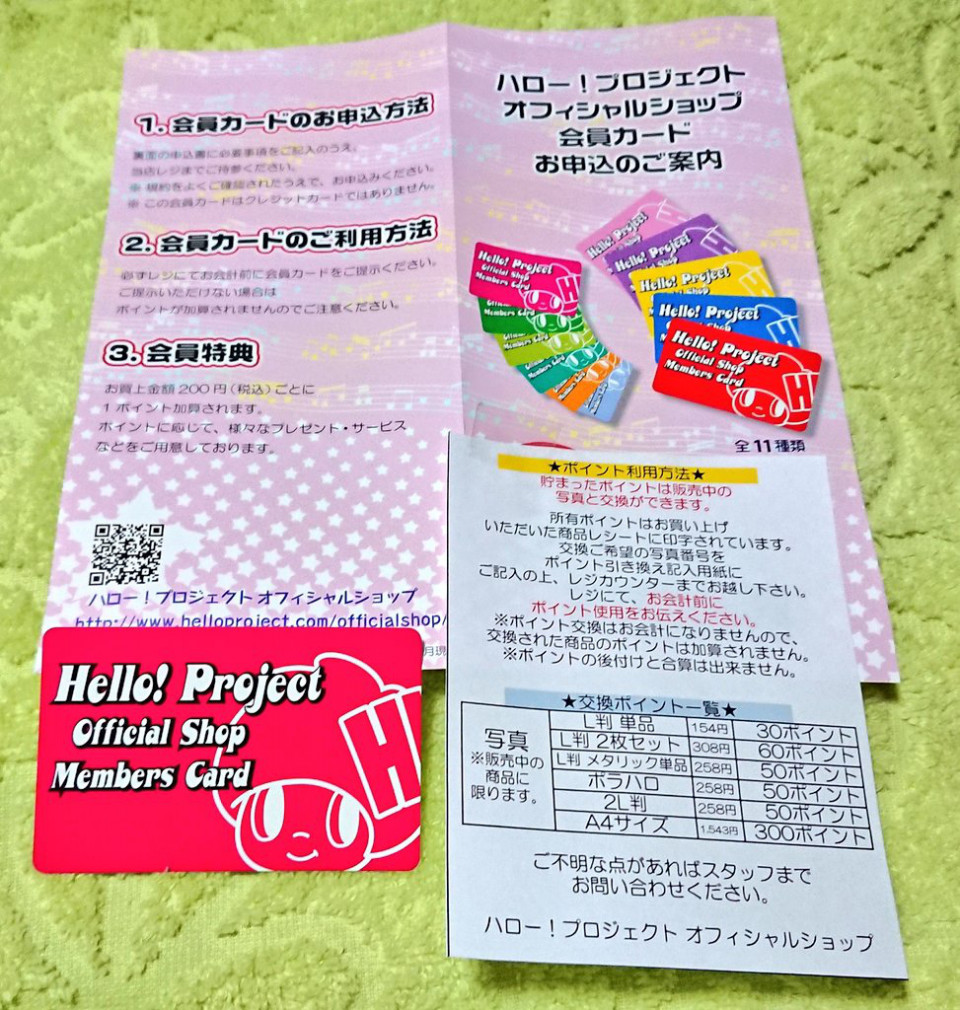 ハロー！プロジェクト
オフィシャルショップ
会員カード
お申込のご案内
1.会員カードのお申込方法
裏面の申込書に必要事項をご記入のうえ、
当店レジまでご持参ください。
※ 規約をよくご確認されたうえで、お申込みください。
※ この会員カードはクレジットカードではありません。
2.会員カードのご利用方法
必ずレジにてお会計前に会員カードをご提示ください。
ご提示いただけない場合は
ポイントが加算されませんのでご注意ください。
3.会員特典
お買上金額200円(税込)ごとに
1ポイント加算されます。
ポイントに応じて、様々なプレゼント・サービス
などをご用意しております。
ハロー！プロジェクト オフィシャルショップ
http://www.helloproject.com/officialshop/
月現
Hello! Project
Official Shop
Members Card
H
Hello! Project
Hello! Project
Hello! Project
Hello! Project
Hello! Project
Official Shop
Members Card
H
全11種類
★ポイント利用方法★
貯まったポイントは販売中の
写真と交換ができます。
所有ポイントはお買い上げ
いただいた商品レシートに印字されています。
交換ご希望の写真番号を
ポイント引き換え記入用紙に
ご記入の上、レジカウンターまでお越し下さい。
レジにて、お会計前に
ポイント使用をお伝えください。
※ポイント交換はお会計になりませんので、
交換された商品のポイントは加算されません。
※ポイントの後付けと合算は出来ません。
★交換ポイント一覧★
写真
※販売中の
商品に
限ります。
L判 単品 154円 30ポイント
L判 2枚セット 308円 60ポイント
L判 メタリック単品 258円 50ポイント
ポラハロ 258円 50ポイント
2L判 258円 50ポイント
A4サイズ 1,543円 300ポイント
ご不明な点があればスタッフまで
お問い合わせください。
ハロー！プロジェクト オフィシャルショップ
Hello! Project
Official Shop
Members Card
H